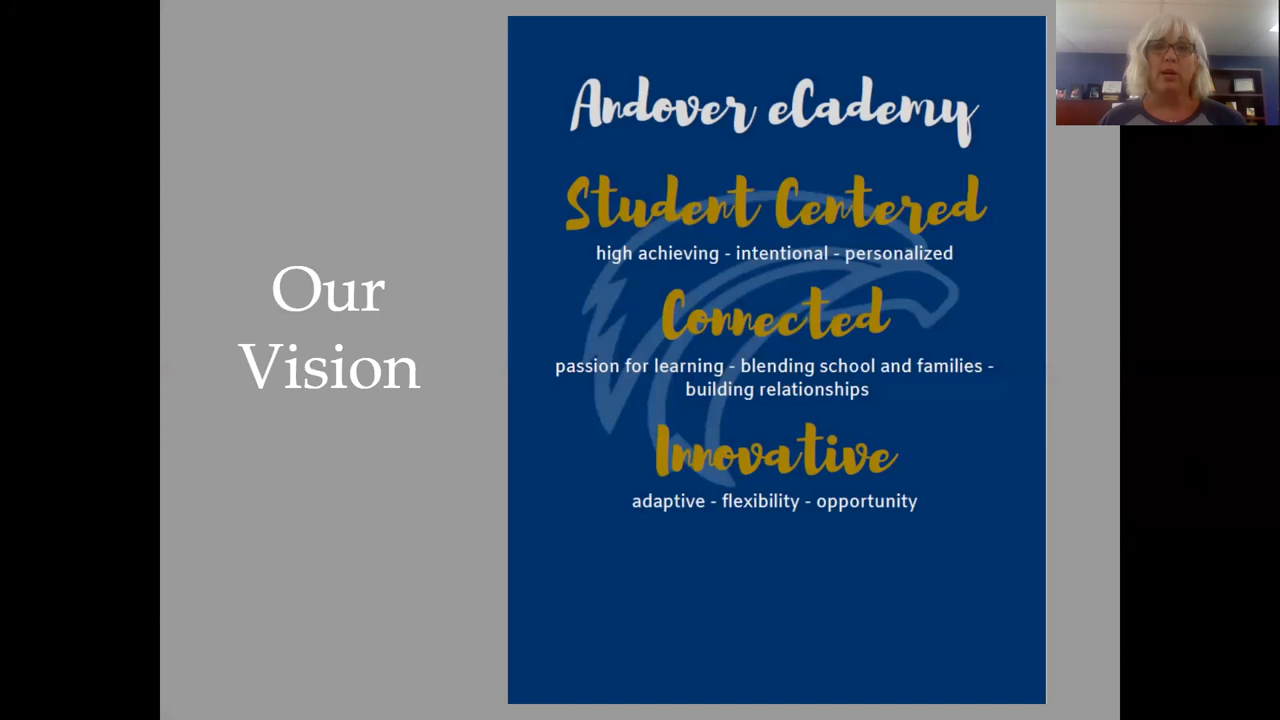 Our
Vision
Andover eCademy
Student Centered
high achieving - intentional - personalized
Connected
passion for learning - blending school and families -
building relationships
Innovative
adaptive - flexibility - opportunity